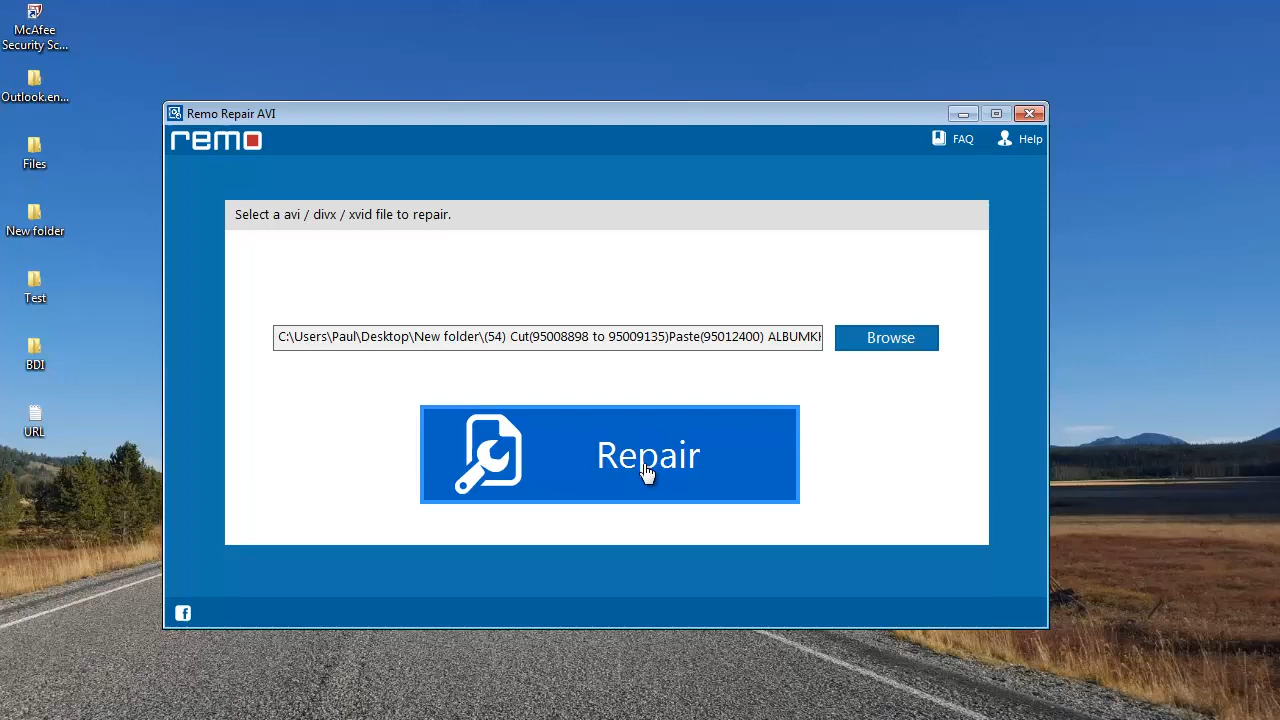 McAfee
Security Sc...
Outlook.en...
Files
New folder
Test
BDI
URL
Remo Repair AVI
remo
FAQ
Help
Select a avi / divx / xvid file to repair.
C:\Users\Paul\Desktop\New folder\(54) Cut(95008898 to 95009135)Paste(95012400) ALBUMK
Browse
Repair
f